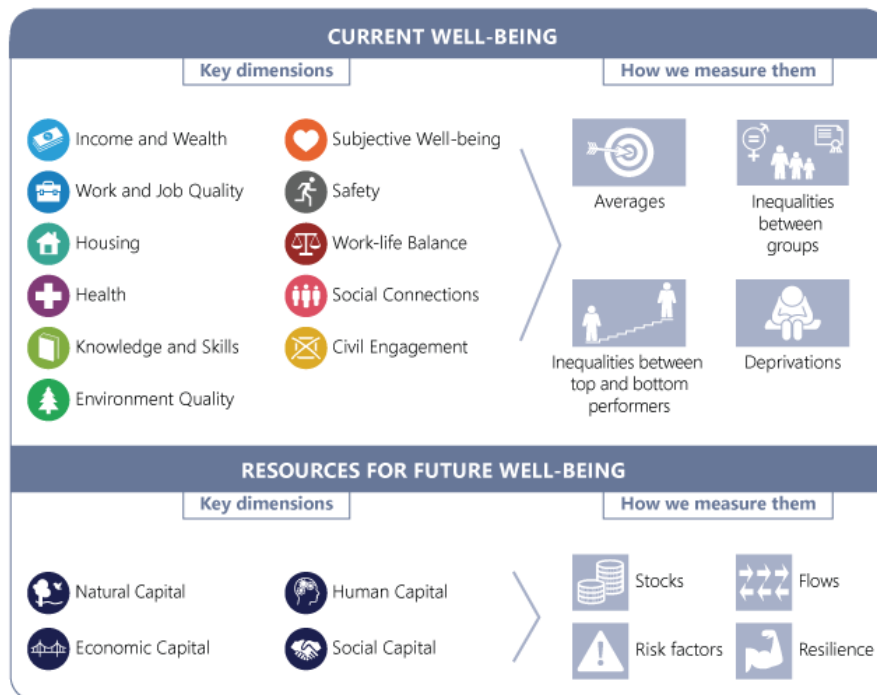 CURRENT WELL-BEING
Key dimensions
How we measure them
Income and Wealth
Subjective Well-being
Work and Job Quality
Safety
Housing
Work-life Balance
Health
Social Connections
Knowledge and Skills
Civil Engagement
Environment Quality
Averages
Inequalities
between
groups
Inequalities between
top and bottom
performers
Deprivations
RESOURCES FOR FUTURE WELL-BEING
Key dimensions
How we measure them
Natural Capital
Human Capital
Economic Capital
Social Capital
Stocks
Flows
Risk factors
Resilience